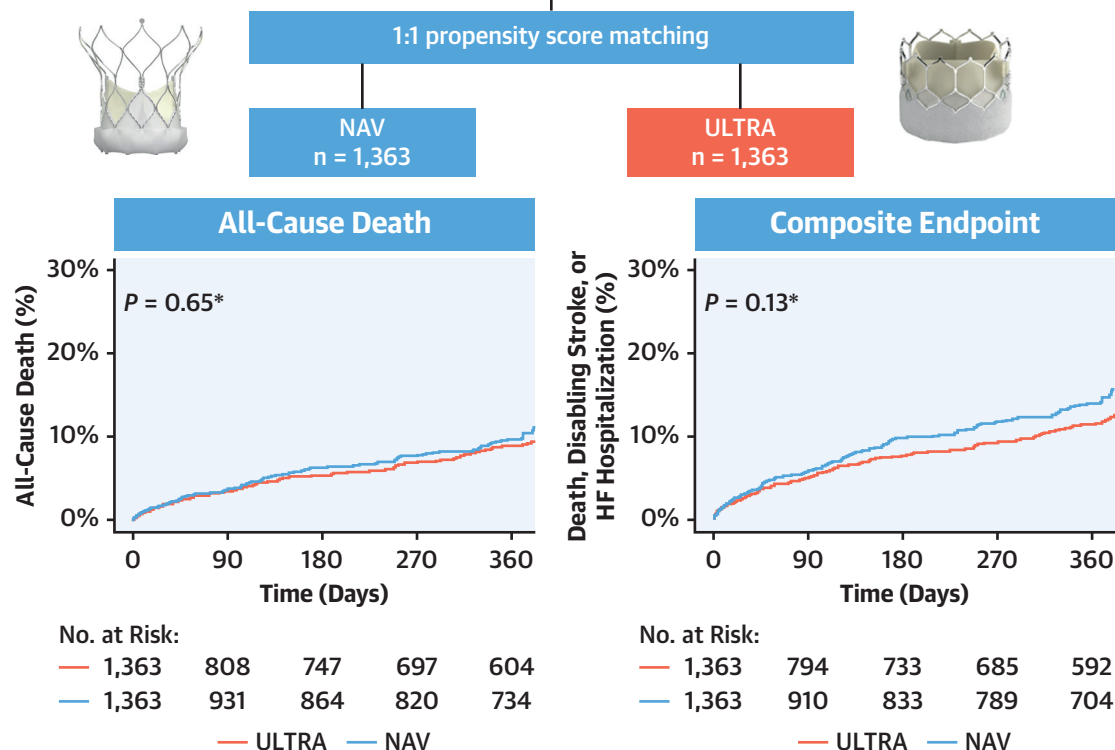 1:1 propensity score matching
NAV
n = 1,363
ULTRA
n = 1,363
All-Cause Death
All-Cause Death (%)
30%
20%
10%
0%
P = 0.65*
0 90 180 270 360
Time (Days)
No. at Risk:
1,363 808 747 697 604
1,363 931 864 820 734
ULTRA NAV
Composite Endpoint
Death, Disabling Stroke, or
HF Hospitalization (%)
30%
20%
10%
0%
P = 0.13*
0 90 180 270 360
Time (Days)
No. at Risk:
1,363 794 733 685 592
1,363 910 833 789 704
ULTRA NAV